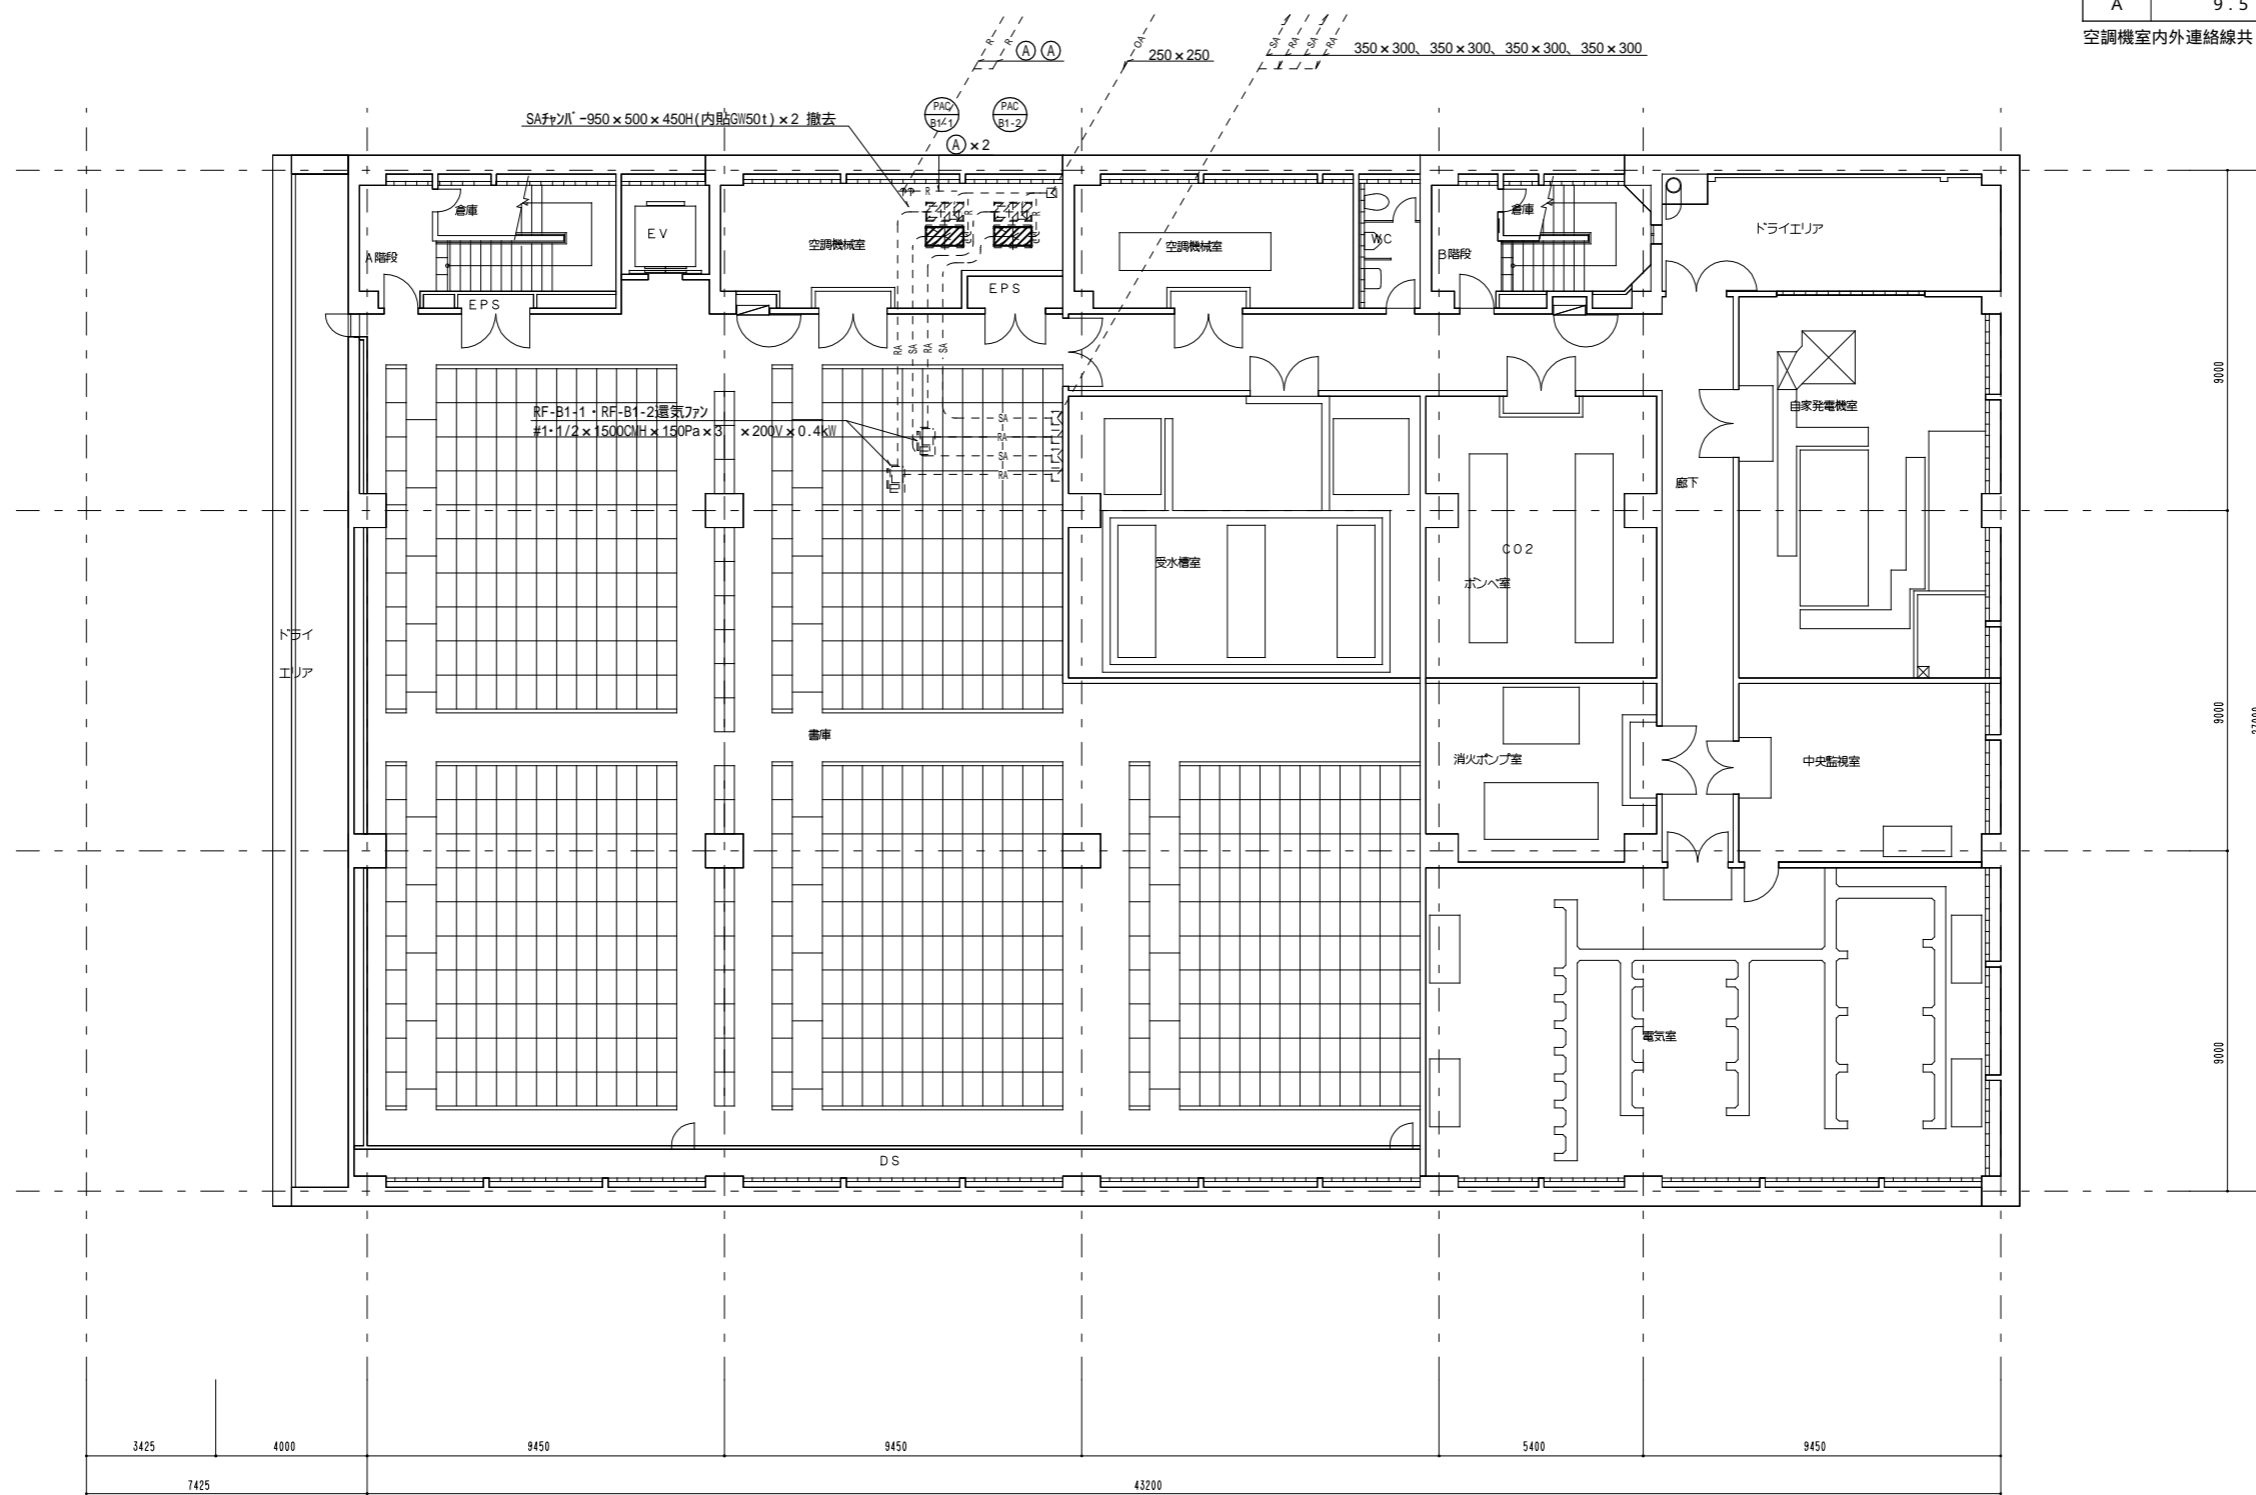 A 9.5
空調機室内外連絡線共
R R Ⓐ Ⓐ
OA 250×250
SA RA SA RA 350×300、350×300、350×300、350×300
SAチャンバｰ950×500×450H(内貼GW50t)×2 撤去
PAC B1-1
PAC B1-2
Ⓐ×2
倉庫
A階段
EPS
EV
空調機械室
R
R
R
EPS
空調機械室
WC
倉庫
B階段
ドライエリア
RA SA RA SA
RF-B1-1・RF-B1-2還気ファン
#1・1/2×1500CMH×150Pa×3 ×200V×0.4kW
SA
RA
SA
RA
自家発電機室
廊下
受水槽室
CO2
ボンベ室
ドライ
エリア
書庫
消火ポンプ室
中央監視室
電気室
DS
9000
9000
27000
9000
3425 4000 9450 9450 5400 9450
7425 43200